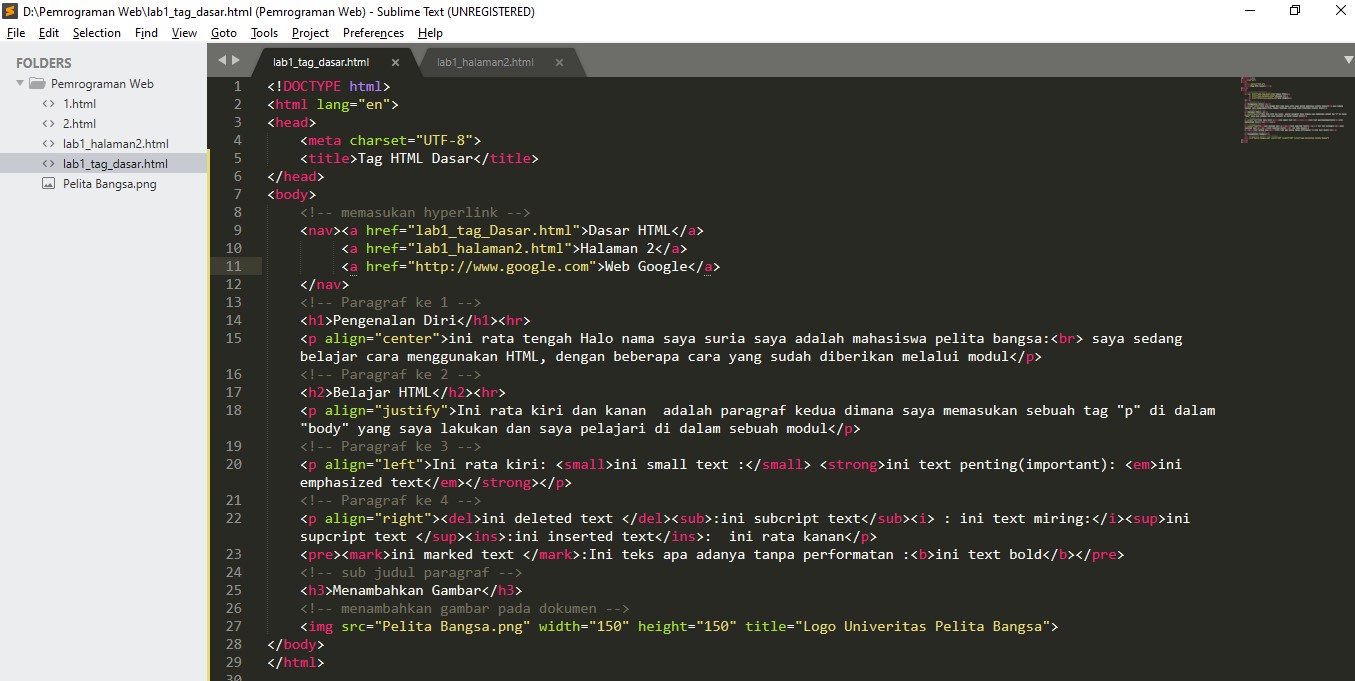 D:\Pemrograman Web\lab1_tag_dasar.html (Pemrograman Web) - Sublime Text (UNREGISTERED)
File Edit Selection Find View Goto Tools Project Preferences Help
FOLDERS
Pemrograman Web
1.html
2.html
lab1_halaman2.html
lab1_tag_dasar.html
Pelita Bangsa.png
lab1_tag_dasar.html × lab1_halaman2.html ×
1 <!DOCTYPE html>
2 <html lang="en">
3 <head>
4 <meta charset="UTF-8">
5 <title>Tag HTML Dasar</title>
6 </head>
7 <body>
8 <!-- memasukan hyperlink -->
9 <nav><a href="lab1_tag_Dasar.html">Dasar HTML</a>
10 <a href="lab1_halaman2.html">Halaman 2</a>
11 <a href="http://www.google.com">Web Google</a>
12 </nav>
13 <!-- Paragraf ke 1 -->
14 <h1>Pengenalan Diri</h1><hr>
15 <p align="center">ini rata tengah Halo nama saya suria saya adalah mahasiswa pelita bangsa:<br> saya sedang
belajar cara menggunakan HTML, dengan beberapa cara yang sudah diberikan melalui modul</p>
16 <!-- Paragraf ke 2 -->
17 <h2>Belajar HTML</h2><hr>
18 <p align="justify">Ini rata kiri dan kanan  adalah paragraf kedua dimana saya memasukan sebuah tag "p" di dalam
"body" yang saya lakukan dan saya pelajari di dalam sebuah modul</p>
19 <!-- Paragraf ke 3 -->
20 <p align="left">Ini rata kiri: <small>ini small text :</small> <strong>ini text penting(important): <em>ini
emphasized text</em></strong></p>
21 <!-- Paragraf ke 4 -->
22 <p align="right"><del>ini deleted text </del><sub>:ini subcript text</sub><i> : ini text miring:</i><sup>ini
supcript text </sup><ins>:ini inserted text</ins>:  ini rata kanan</p>
23 <pre><mark>ini marked text </mark>:Ini teks apa adanya tanpa performatan :<b>ini text bold</b></pre>
24 <!-- sub judul paragraf -->
25 <h3>Menambahkan Gambar</h3>
26 <!-- menambahkan gambar pada dokumen -->
27 <img src="Pelita Bangsa.png" width="150" height="150" title="Logo Univeritas Pelita Bangsa">
28 </body>
29 </html>
30